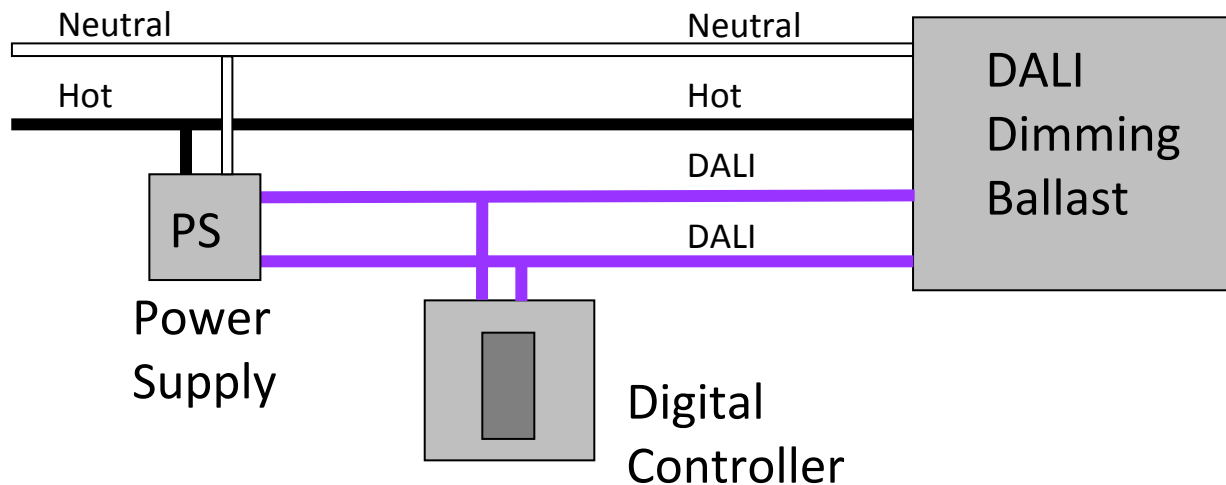 Neutral
Neutral
Hot
Hot
DALI
Dimming
Ballast
DALI
DALI
PS
Power
Supply
Digital
Controller